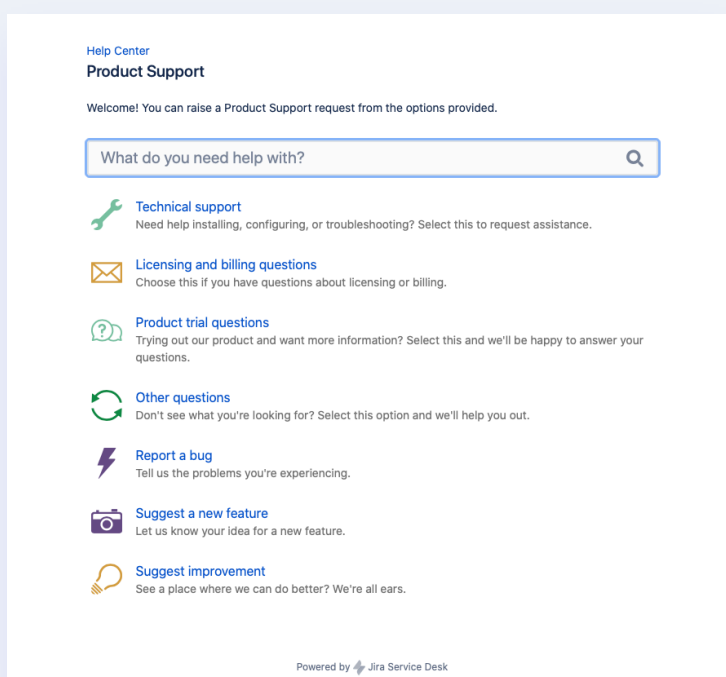 Help Center
Product Support
Welcome! You can raise a Product Support request from the options provided.
What do you need help with?
Technical support
Need help installing, configuring, or troubleshooting? Select this to request assistance.
Licensing and billing questions
Choose this if you have questions about licensing or billing.
Product trial questions
Trying out our product and want more information? Select this and we'll be happy to answer your
questions.
Other questions
Don't see what you're looking for? Select this option and we'll help you out.
Report a bug
Tell us the problems you're experiencing.
Suggest a new feature
Let us know your idea for a new feature.
Suggest improvement
See a place where we can do better? We're all ears.
Powered by Jira Service Desk